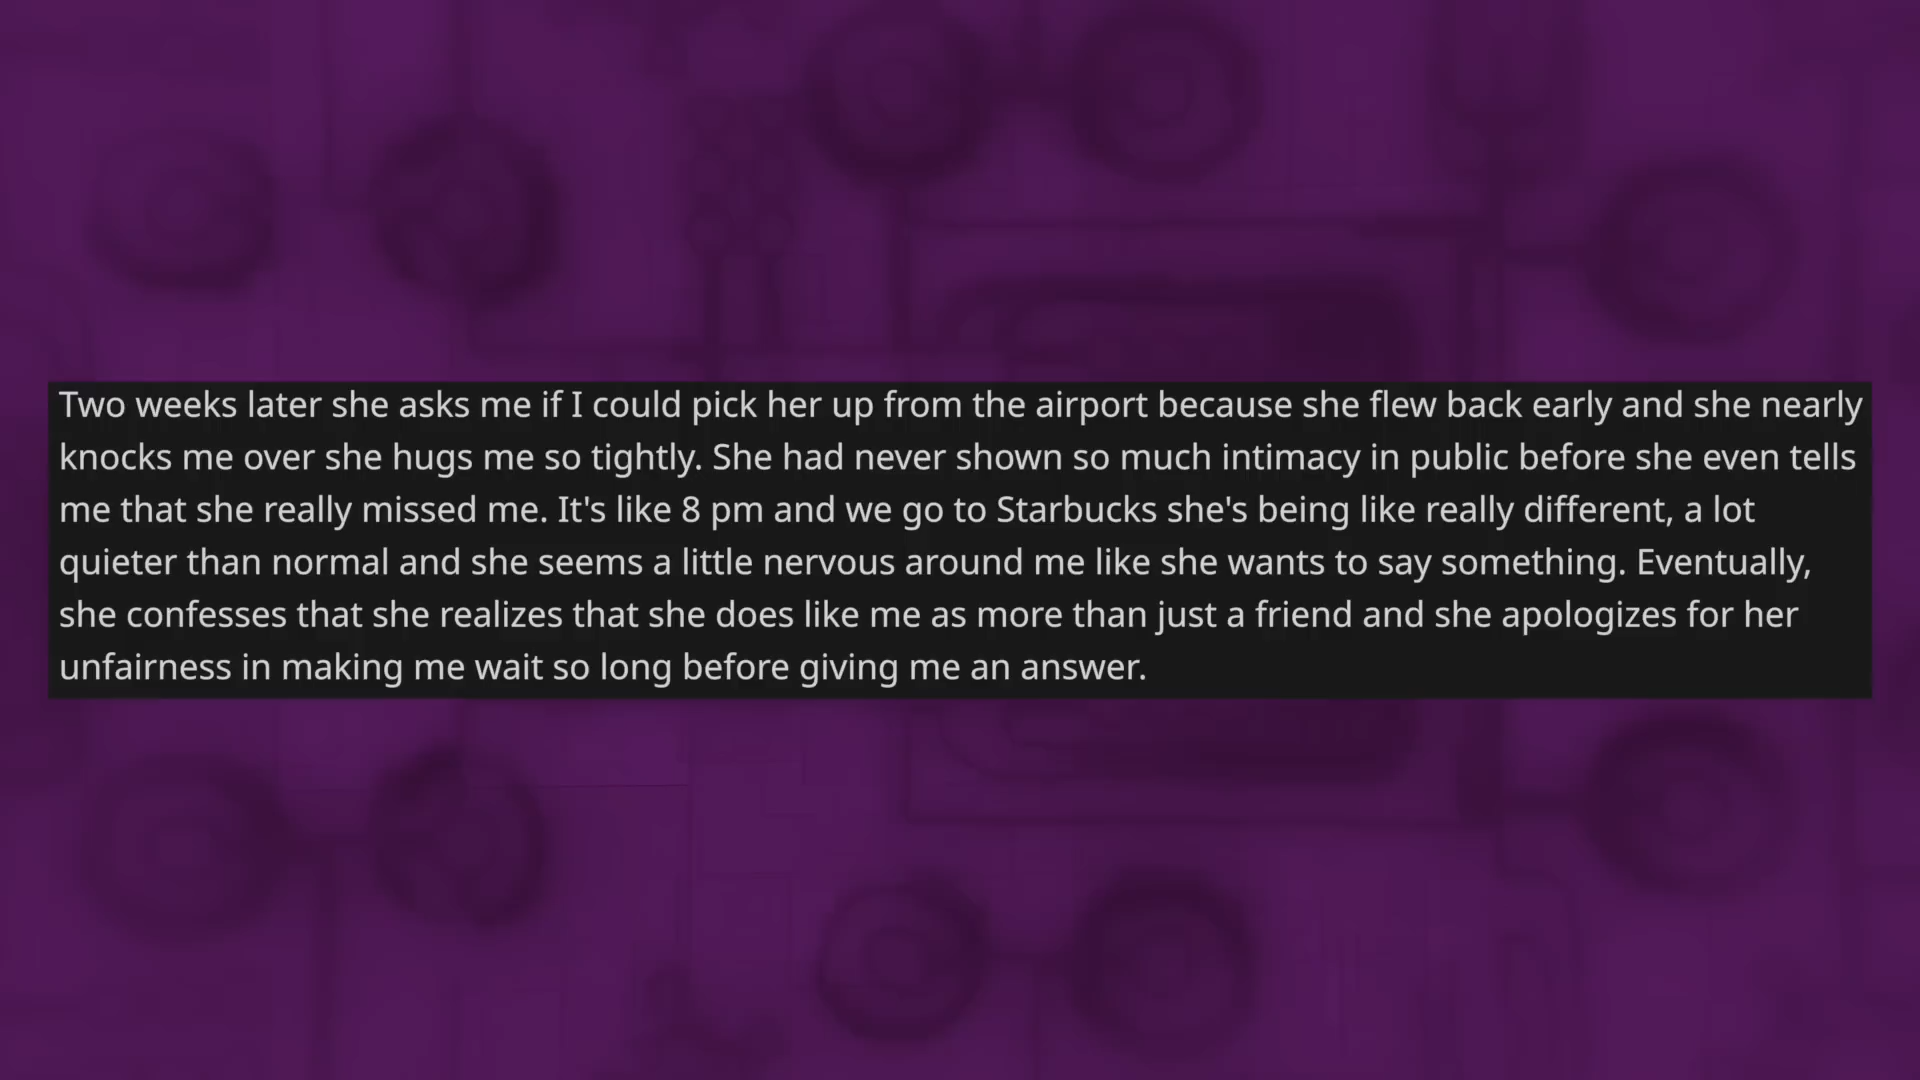 Two weeks later she asks me if I could pick her up from the airport because she flew back early and she nearly
knocks me over she hugs me so tightly. She had never shown so much intimacy in public before she even tells
me that she really missed me. It's like 8 pm and we go to Starbucks she's being like really different, a lot
quieter than normal and she seems a little nervous around me like she wants to say something. Eventually,
she confesses that she realizes that she does like me as more than just a friend and she apologizes for her
unfairness in making me wait so long before giving me an answer.